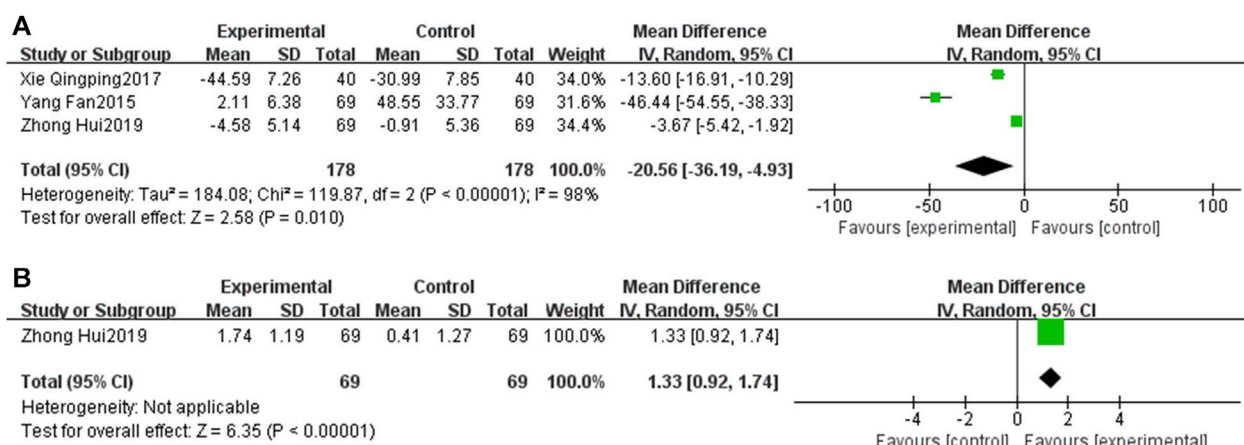 A
Experimental Control Mean Difference Mean Difference
Study or Subgroup Mean SD Total Mean SD Total Weight IV, Random, 95% CI IV, Random, 95% CI
Xie Qingping2017 -44.59 7.26 40 -30.99 7.85 40 34.0% -13.60 [-16.91, -10.29]
Yang Fan2015 2.11 6.38 69 48.55 33.77 69 31.6% -46.44 [-54.55, -38.33]
Zhong Hui2019 -4.58 5.14 69 -0.91 5.36 69 34.4% -3.67 [-5.42, -1.92]
Total (95% CI) 178 178 100.0% -20.56 [-36.19, -4.93]
Heterogeneity: Tau² = 184.08; Chi² = 119.87, df = 2 (P < 0.00001); I² = 98%
Test for overall effect: Z = 2.58 (P = 0.010)
-100 -50 0 50 100
Favours [experimental] Favours [control]
B
Experimental Control Mean Difference Mean Difference
Study or Subgroup Mean SD Total Mean SD Total Weight IV, Random, 95% CI IV, Random, 95% CI
Zhong Hui2019 1.74 1.19 69 0.41 1.27 69 100.0% 1.33 [0.92, 1.74]
Total (95% CI) 69 69 100.0% 1.33 [0.92, 1.74]
Heterogeneity: Not applicable
Test for overall effect: Z = 6.35 (P < 0.00001)
-4 -2 0 2 4
Favours [control] Favours [experimental]